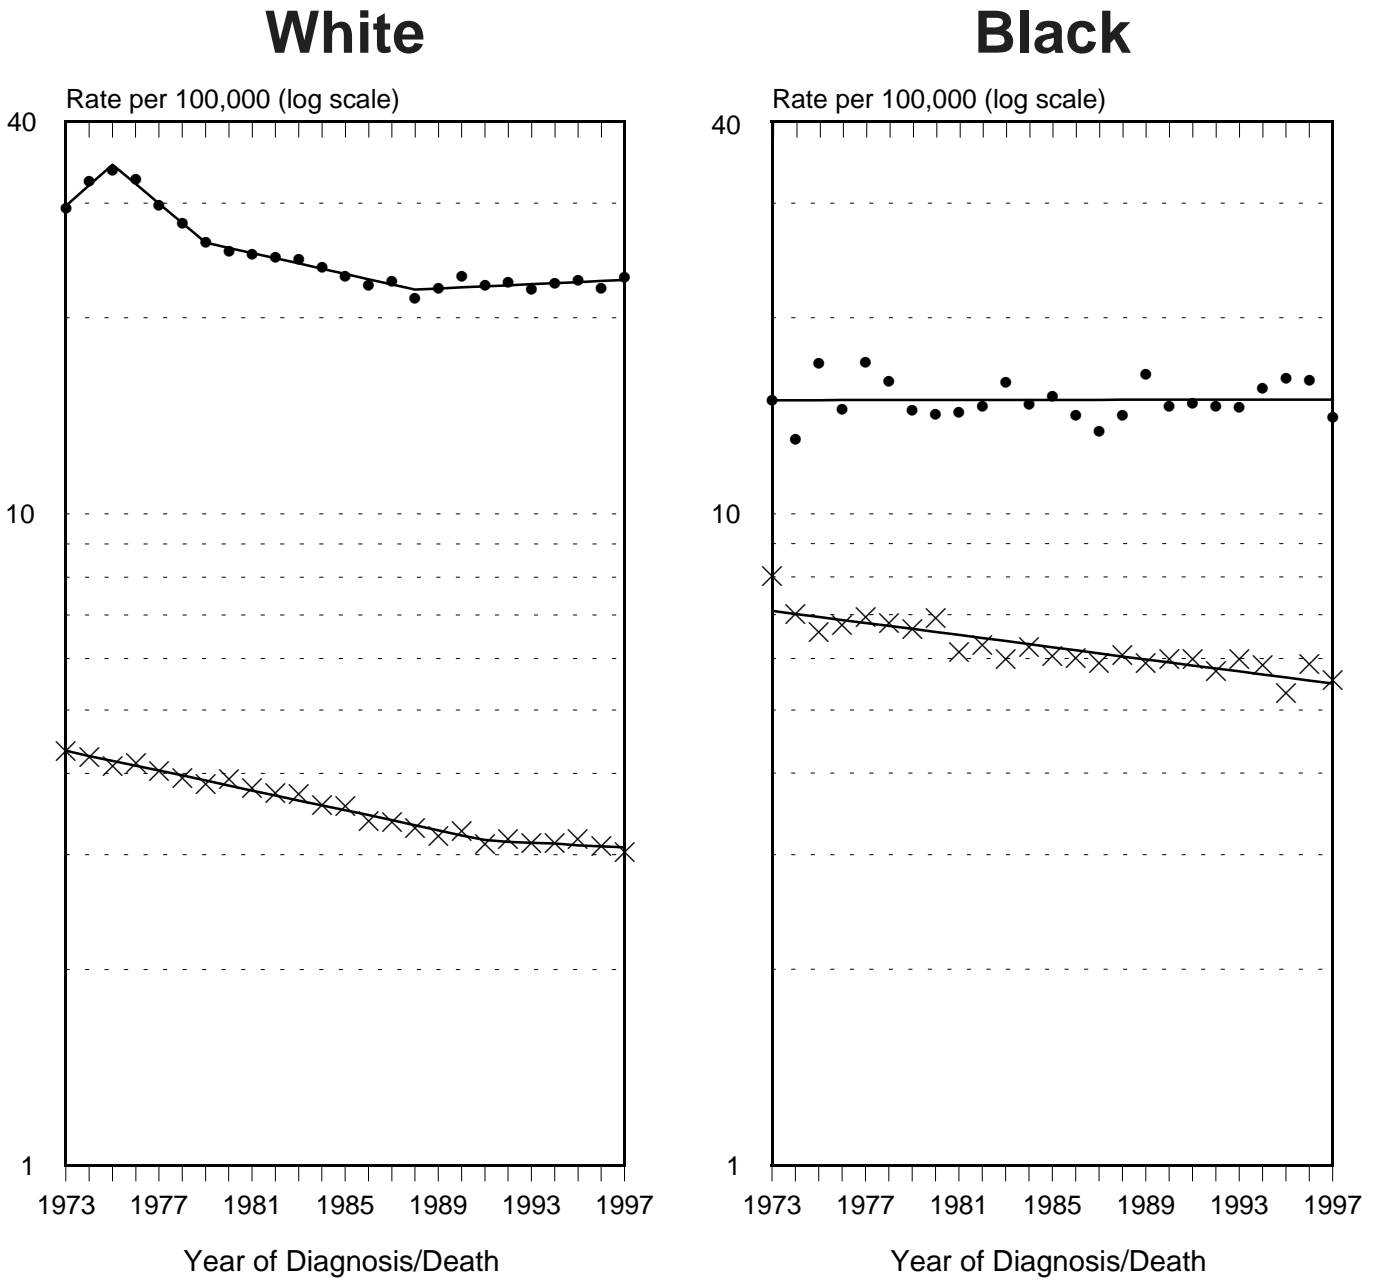 White
Rate per 100,000 (log scale)
40
10
1
1973 1977 1981 1985 1989 1993 1997
Year of Diagnosis/Death
Black
Rate per 100,000 (log scale)
40
10
1
1973 1977 1981 1985 1989 1993 1997
Year of Diagnosis/Death